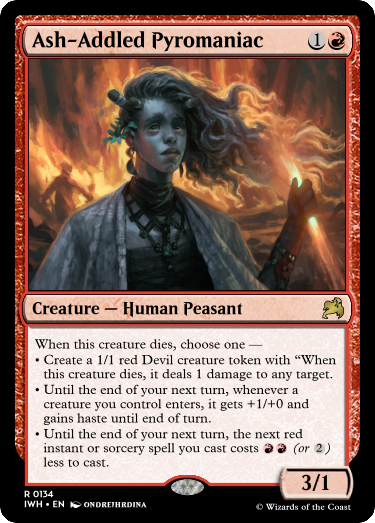 Ash-Addled Pyromaniac 1
Creature — Human Peasant
When this creature dies, choose one —
• Create a 1/1 red Devil creature token with “When
this creature dies, it deals 1 damage to any target.
• Until the end of your next turn, whenever a
creature you control enters, it gets +1/+0 and
gains haste until end of turn.
• Until the end of your next turn, the next red
instant or sorcery spell you cast costs (or 2)
less to cast.
3/1
R 0134
IWH • EN ONDREJHRDINA
© Wizards of the Coast